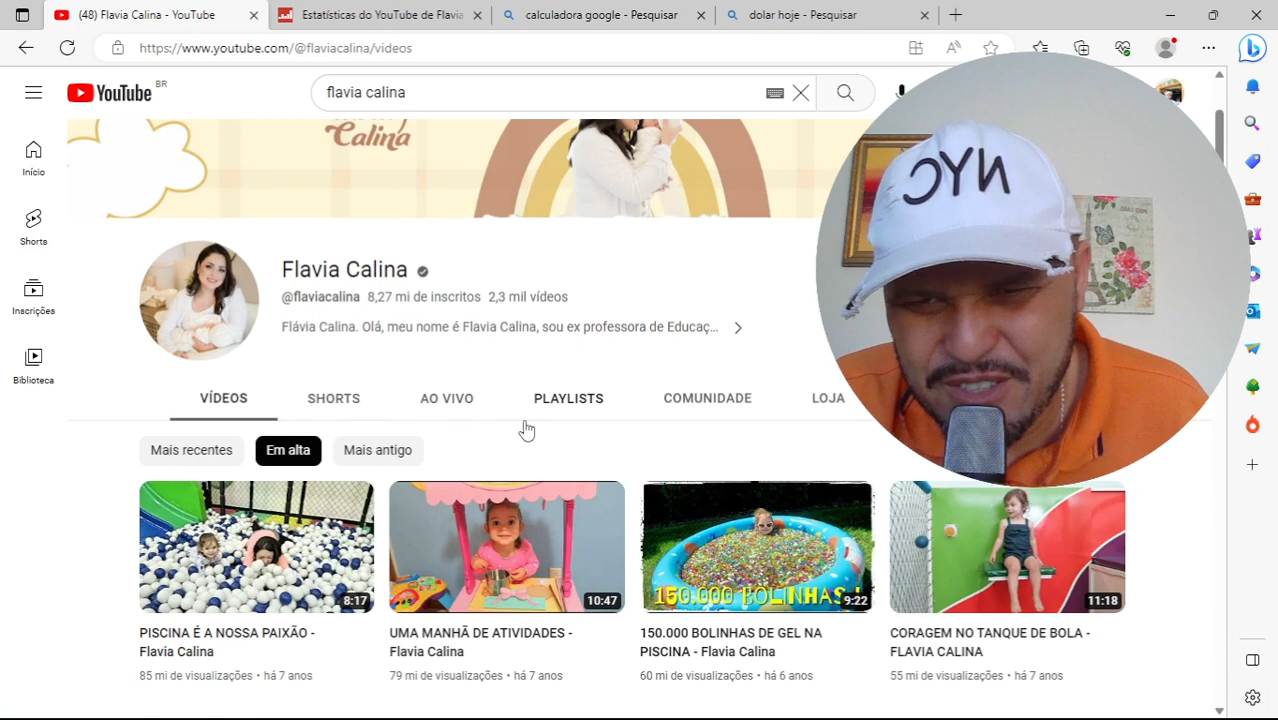 (48) Flavia Calina - YouTube
Estatísticas do YouTube de Flavia
calculadora google - Pesquisar
dolar hoje - Pesquisar
https://www.youtube.com/@flaviacalina/videos
YouTube BR
flavia calina
Calina
NYC
Início
Shorts
Inscrições
Biblioteca
Flavia Calina
@flaviacalina 8,27 mi de inscritos 2,3 mil vídeos
Flávia Calina. Olá, meu nome é Flavia Calina, sou ex professora de Educaç...
VÍDEOS SHORTS AO VIVO PLAYLISTS COMUNIDADE LOJA
Mais recentes Em alta Mais antigo
8:17
10:47
150.000 BOLINHAS!
9:22
11:18
PISCINA É A NOSSA PAIXÃO -
Flavia Calina
85 mi de visualizações • há 7 anos
UMA MANHÃ DE ATIVIDADES -
Flavia Calina
79 mi de visualizações • há 7 anos
150.000 BOLINHAS DE GEL NA
PISCINA - Flavia Calina
60 mi de visualizações • há 6 anos
CORAGEM NO TANQUE DE BOLA -
FLAVIA CALINA
55 mi de visualizações • há 7 anos